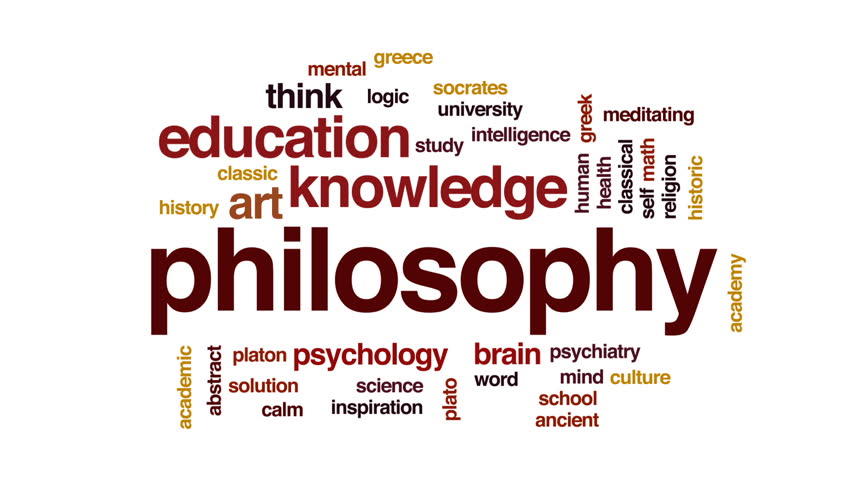 greece
mental
socrates
think
logic
university
greek
meditating
education
study
intelligence
classic
knowledge
human
health
classical
self
math
religion
historic
history
art
philosophy
academy
academic
abstract
platon
psychology
brain
psychiatry
solution
science
plato
word
mind
culture
calm
inspiration
school
ancient